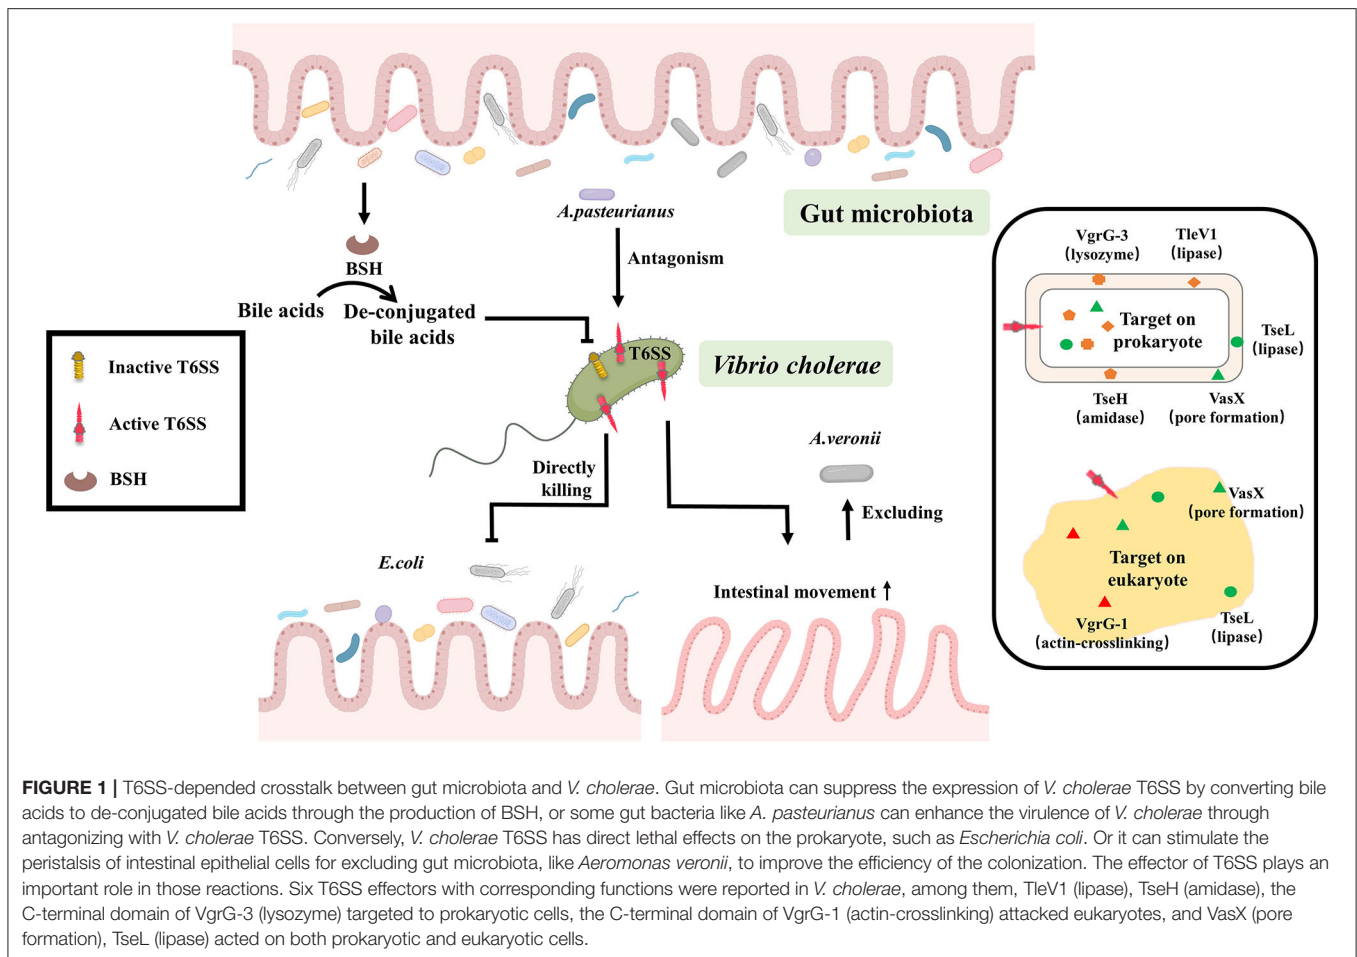 A.pasteurianus
Gut microbiota
Antagonism
BSH
Bile acids
De-conjugated
bile acids
T6SS
Vibrio cholerae
Inactive T6SS
Active T6SS
BSH
Directly
killing
E.coli
A.veronii
Excluding
Intestinal movement
VgrG-3
(lysozyme)
TleV1
(lipase)
Target on
prokaryote
TseL
(lipase)
TseH
(amidase)
VasX
(pore formation)
VasX
(pore formation)
Target on
eukaryote
VgrG-1
(actin-crosslinking)
TseL
(lipase)
FIGURE 1 | T6SS-depended crosstalk between gut microbiota and V. cholerae. Gut microbiota can suppress the expression of V. cholerae T6SS by converting bile
acids to de-conjugated bile acids through the production of BSH, or some gut bacteria like A. pasteurianus can enhance the virulence of V. cholerae through
antagonizing with V. cholerae T6SS. Conversely, V. cholerae T6SS has direct lethal effects on the prokaryote, such as Escherichia coli. Or it can stimulate the
peristalsis of intestinal epithelial cells for excluding gut microbiota, like Aeromonas veronii, to improve the efficiency of the colonization. The effector of T6SS plays an
important role in those reactions. Six T6SS effectors with corresponding functions were reported in V. cholerae, among them, TleV1 (lipase), TseH (amidase), the
C-terminal domain of VgrG-3 (lysozyme) targeted to prokaryotic cells, the C-terminal domain of VgrG-1 (actin-crosslinking) attacked eukaryotes, and VasX (pore
formation), TseL (lipase) acted on both prokaryotic and eukaryotic cells.